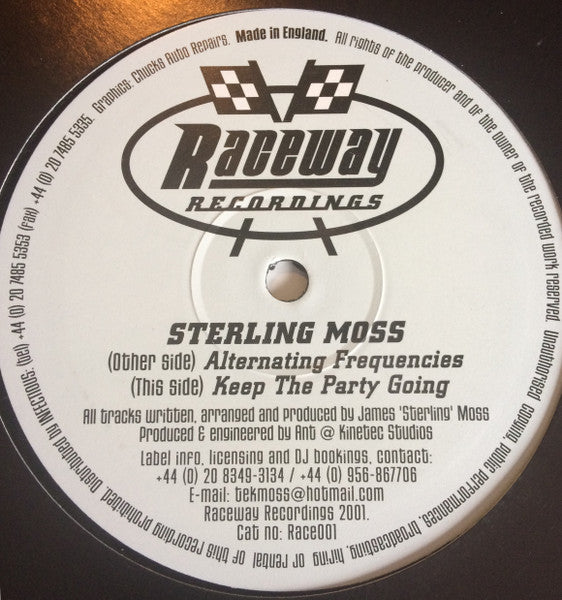 Raceway
RECORDINGS
STERLING MOSS
(Other side) Alternating Frequencies
(This side) Keep The Party Going
All tracks written, arranged and produced by James 'Sterling' Moss
Produced & engineered by Ant @ Kinetec Studios
Label info, licensing and DJ bookings, contact:
+44 (0) 20 8349-3134 / +44 (0) 956-867706
E-mail: tekmoss@hotmail.com
Raceway Recordings 2001.
Cat no: Race001
Distributed by INFECTIOUS: (tel) +44 (0) 20 7485 5353 (fax) +44 (0) 20 7485 5335. Graphics: Chucks Auto Repairs. Made in England. All rights of the producer and of the owner of the recorded work reserved. Unauthorised copying, public performances, broadcasting, hiring or rental of this recording prohibited.